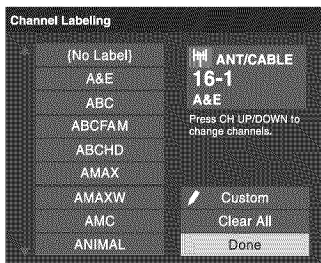 Channel Labeling
(No Label)
A&E
ABC
ABCFAM
ABCHD
AMAX
AMAXW
AMC
ANIMAL
ANT/CABLE
16-1
A&E
Press CH UP/DOWN to
change channels.
Custom
Clear All
Done